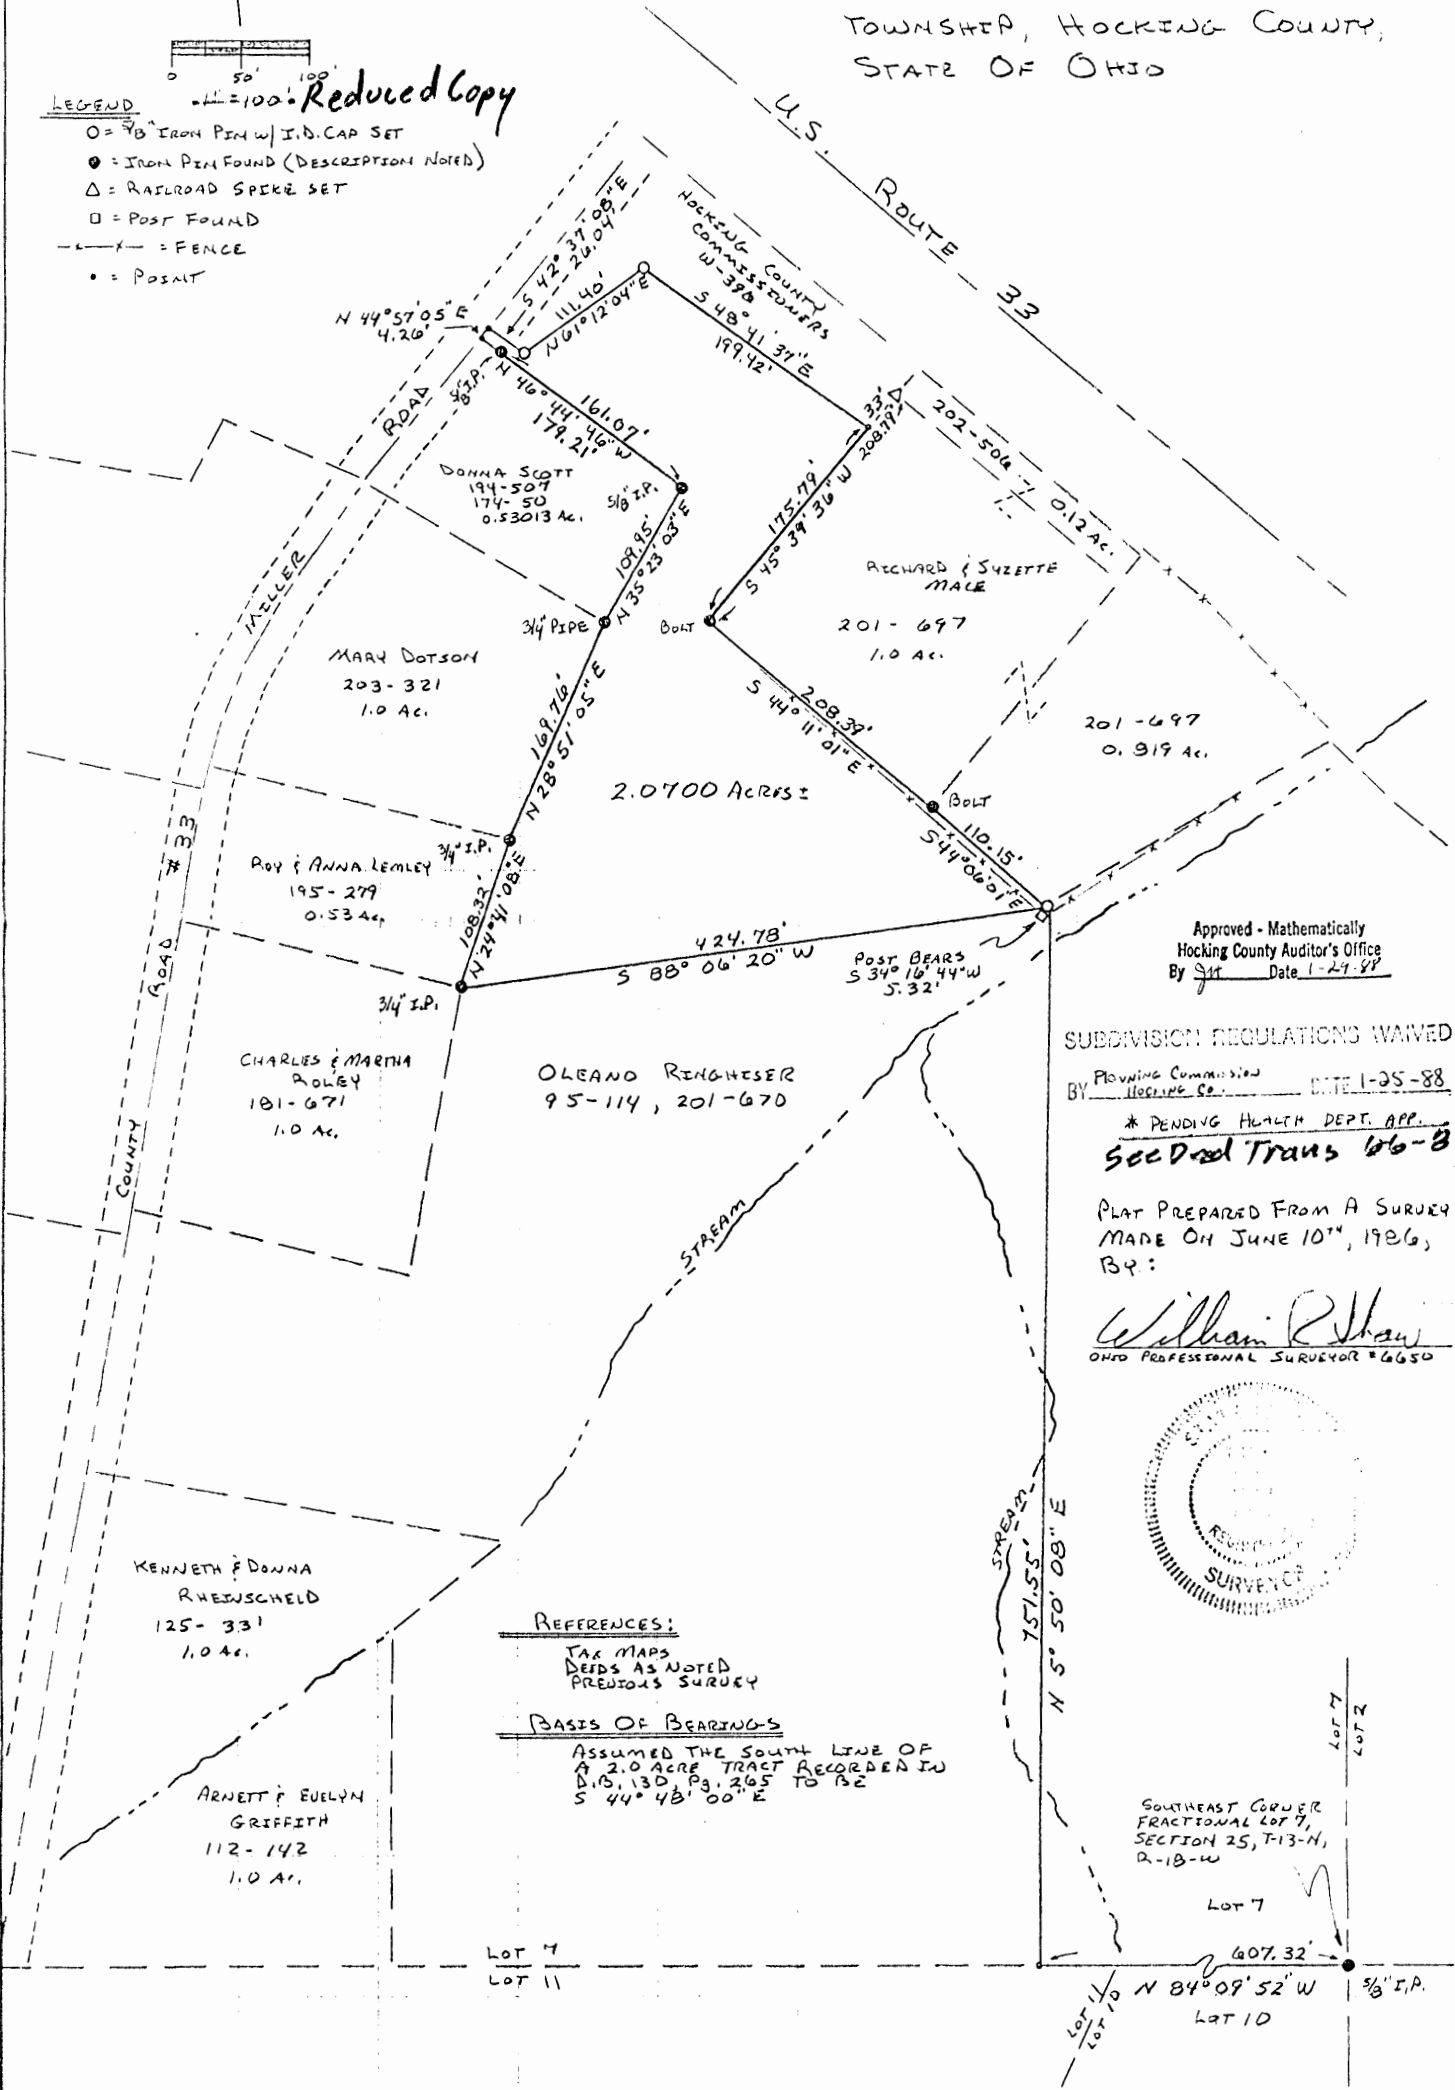 TOWNSHIP, HOCKING COUNTY,
STATE OF OHIO
0 50' 100'
1"=100' Reduced Copy
LEGEND
O = 5/8" IRON PIN W/ I.D. CAP SET
● = IRON PIN FOUND (DESCRIPTION NOTED)
△ = RAILROAD SPIKE SET
□ = POST FOUND
—x—x— = FENCE
• = POINT
U.S. ROUTE 33
HOCKING COUNTY
COMMISSIONERS
W-398
S 42° 37' 08" E
26.04'
N 44° 57' 05" E
4.26'
111.40'
N 61° 12' 04" E
S 48° 41' 37" E
199.42'
5/8" I.P.
161.07'
N 46° 44' 46" W
179.21'
33'
208.79'
202-506
0.12 AC.
175.79'
S 45° 39' 36" W
DONNA SCOTT
194-507
174-50
0.53013 AC.
5/8" I.P.
109.95'
N 35° 23' 03" E
RICHARD & SUZETTE
MACE
201-697
1.0 AC.
3/4" PIPE
BOLT
MILLER ROAD
MARY DOTSON
203-321
1.0 AC.
169.76'
N 28° 51' 05" E
208.39'
S 44° 11' 01" E
201-697
0.919 AC.
2.0700 ACRES ±
BOLT
110.15'
S 44° 06' 01" E
3/4" I.P.
ROY & ANNA LEMLEY
195-279
0.53 AC.
108.32'
N 24° 41' 08" E
424.78'
S 88° 06' 20" W
POST BEARS
S 34° 16' 44" W
5.32'
3/4" I.P.
Approved - Mathematically
Hocking County Auditor's Office
By Date 1-29-88
SUBDIVISION REGULATIONS WAIVED
BY Planning Commission DATE 1-25-88
Hocking Co.
* PENDING HEALTH DEPT. APP.
See Deed Trans 66-8
CHARLES & MARTHA
ROLEY
181-671
1.0 AC.
OLEANO RINGHISER
95-114, 201-670
COUNTY ROAD #33
STREAM
PLAT PREPARED FROM A SURVEY
MADE ON JUNE 10TH, 1986,
BY:
William R Shaw
OHIO PROFESSIONAL SURVEYOR #6650
SURVEYOR
STREAM
751.55'
N 5° 50' 08" E
KENNETH & DONNA
RHEINSCHELD
125-331
1.0 AC.
REFERENCES:
TAX MAPS
DEEDS AS NOTED
PREVIOUS SURVEY
BASIS OF BEARINGS
ASSUMED THE SOUTH LINE OF
A 2.0 ACRE TRACT RECORDED IN
D.B. 130, Pg. 265 TO BE
S 44° 48' 00" E
LOT 7
LOT 2
ARNETT & EVELYN
GRIFFITH
112-142
1.0 AC.
SOUTHEAST CORNER
FRACTIONAL LOT 7,
SECTION 25, T-13-N,
R-18-W
LOT 7
LOT 7
LOT 11
607.32'
N 84° 09' 52" W
5/8" I.P.
LOT 11
LOT 10
LOT 10